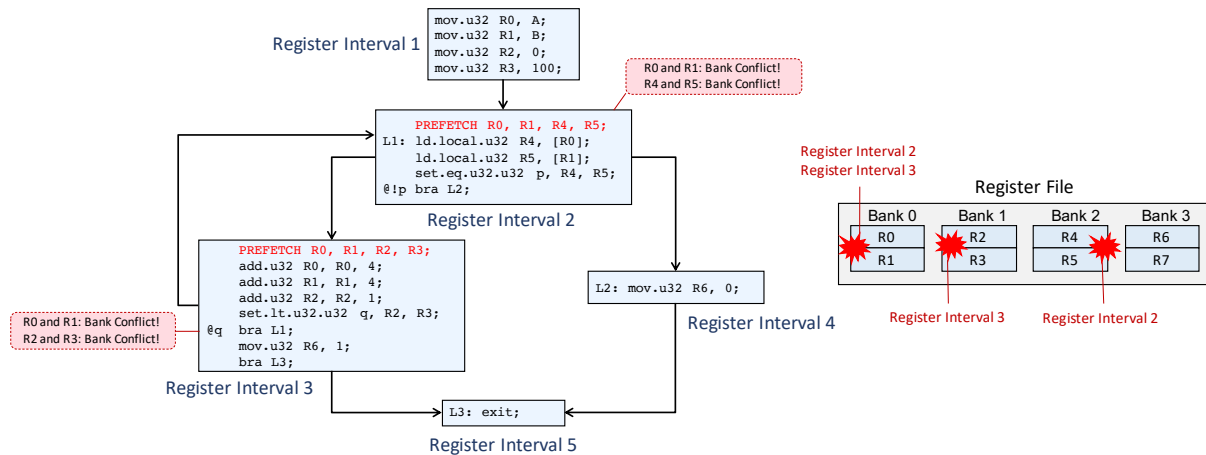 mov.u32 R0, A;
mov.u32 R1, B;
mov.u32 R2, 0;
mov.u32 R3, 100;
Register Interval 1
R0 and R1: Bank Conflict!
R4 and R5: Bank Conflict!
PREFETCH R0, R1, R4, R5;
L1: ld.local.u32 R4, [R0];
ld.local.u32 R5, [R1];
set.eq.u32.u32 p, R4, R5;
@!p bra L2;
Register Interval 2
PREFETCH R0, R1, R2, R3;
add.u32 R0, R0, 4;
add.u32 R1, R1, 4;
add.u32 R2, R2, 1;
set.lt.u32.u32 q, R2, R3;
@q bra L1;
mov.u32 R6, 1;
bra L3;
R0 and R1: Bank Conflict!
R2 and R3: Bank Conflict!
Register Interval 3
L2: mov.u32 R6, 0;
Register Interval 4
L3: exit;
Register Interval 5
Register Interval 2
Register Interval 3
Register File
Bank 0 Bank 1 Bank 2 Bank 3
R0 R2 R4 R6
R1 R3 R5 R7
Register Interval 3 Register Interval 2